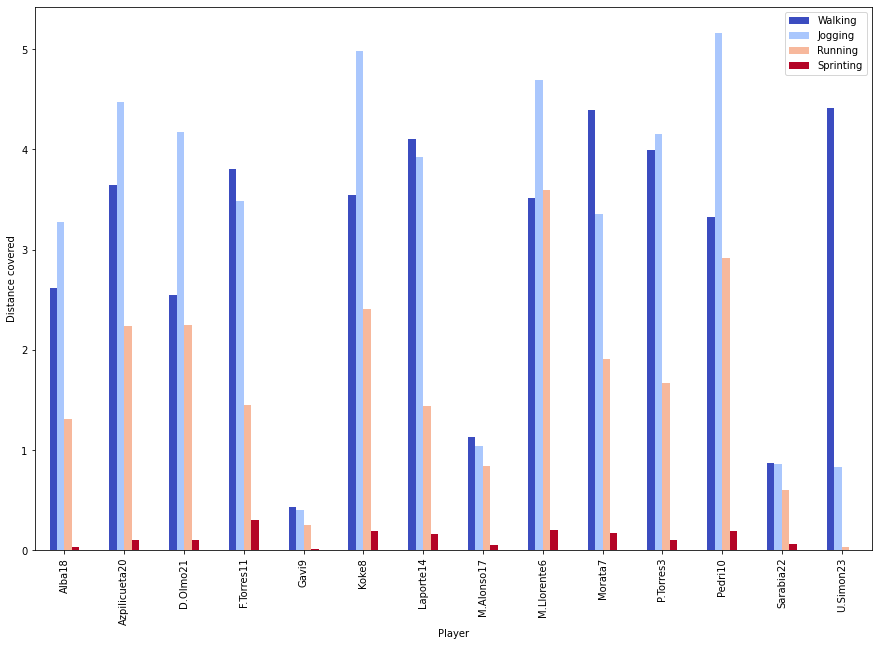 Walking
Jogging
Running
Sprinting
Distance covered
5
4
3
2
1
0
Alba18
Azpilicueta20
D.Olmo21
F.Torres11
Gavi9
Koke8
Laporte14
M.Alonso17
M.Llorente6
Morata7
P.Torres3
Pedri10
Sarabia22
U.Simon23
Player